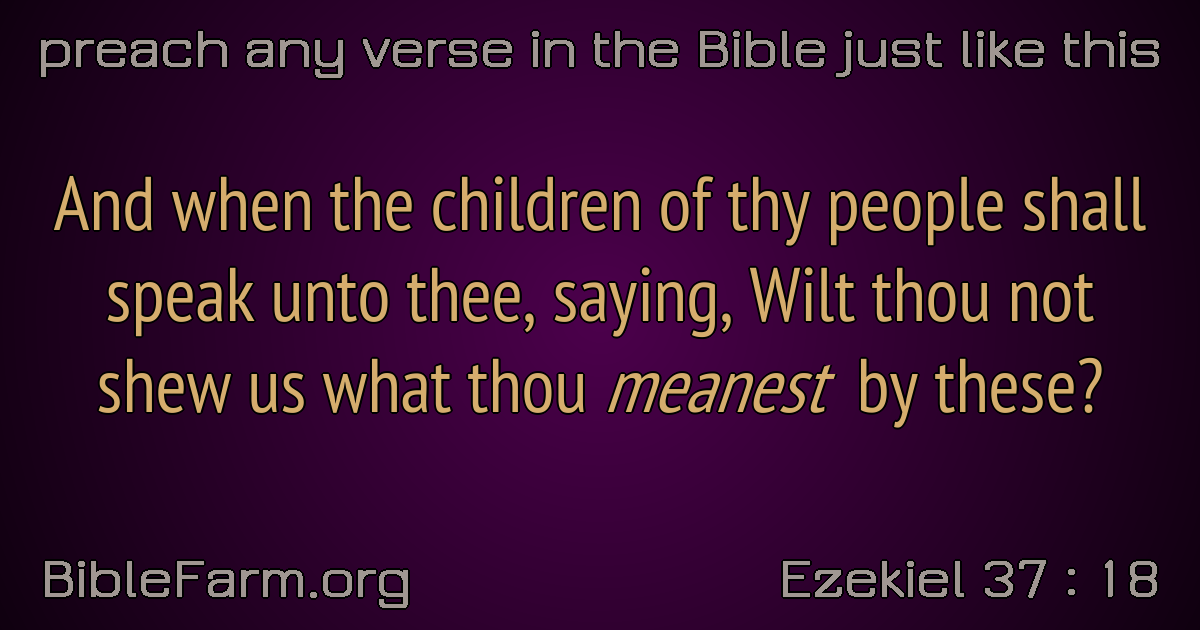 preach any verse in the Bible just like this
And when the children of thy people shall
speak unto thee, saying, Wilt thou not
shew us what thou meanest by these?
BibleFarm.org
Ezekiel 37 : 18